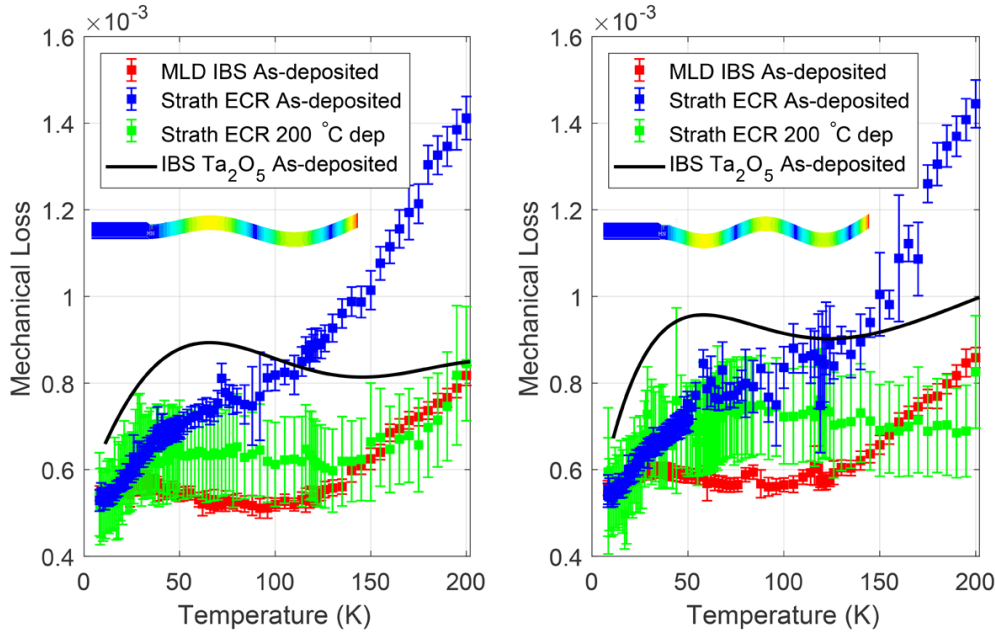 ×10⁻³
1.6
1.4
1.2
1
0.8
0.6
0.4
Mechanical Loss
MLD IBS As-deposited
Strath ECR As-deposited
Strath ECR 200 °C dep
IBS Ta₂O₅ As-deposited
0 50 100 150 200
Temperature (K)
×10⁻³
1.6
1.4
1.2
1
0.8
0.6
0.4
Mechanical Loss
MLD IBS As-deposited
Strath ECR As-deposited
Strath ECR 200 °C dep
IBS Ta₂O₅ As-deposited
0 50 100 150 200
Temperature (K)